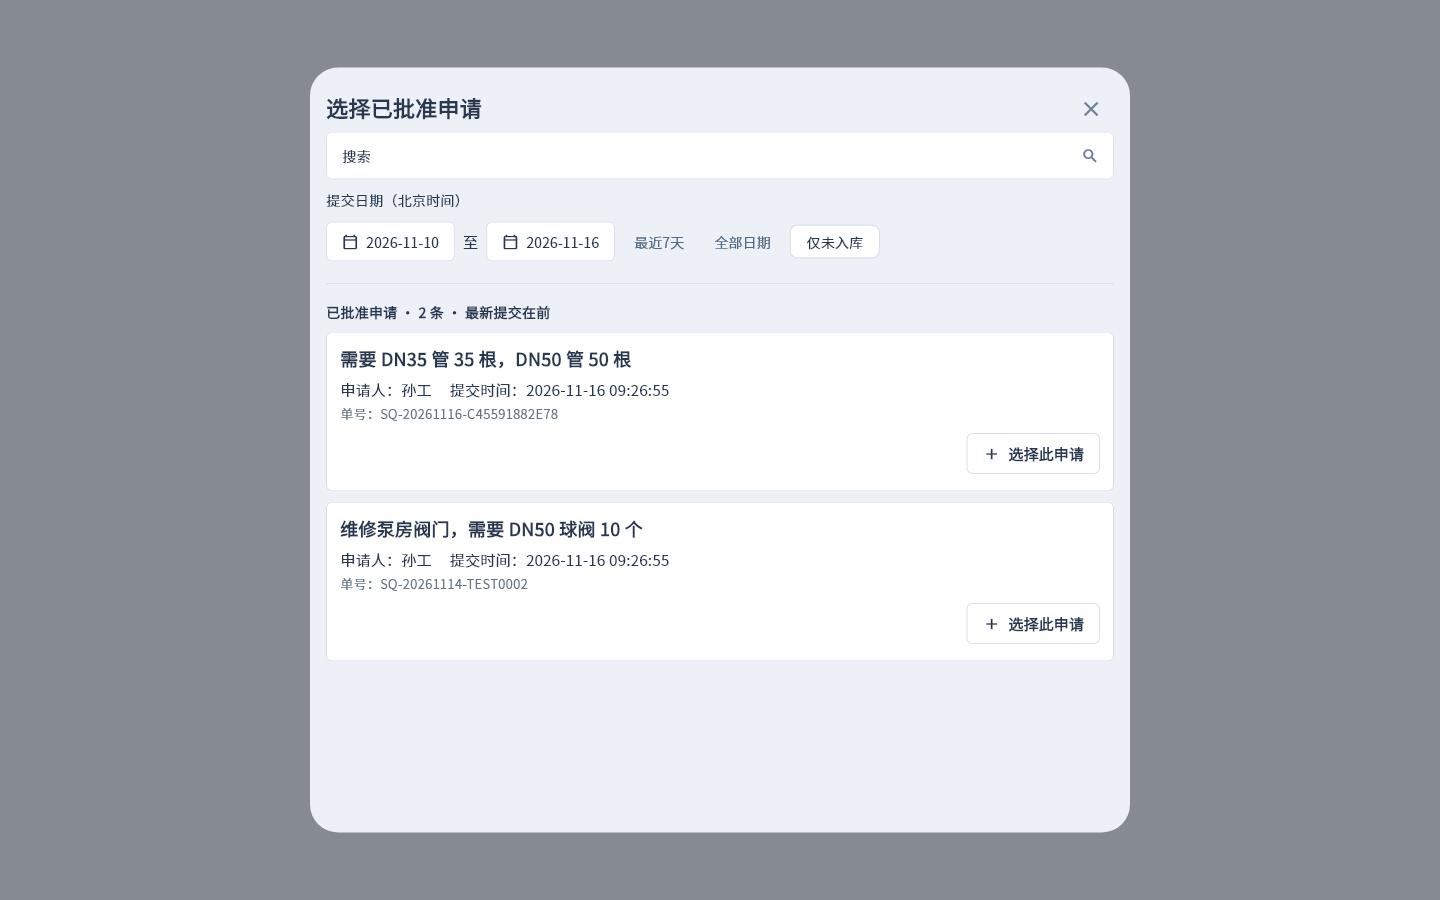 选择已批准申请
搜索
提交日期（北京时间）
2026-11-10 至 2026-11-16 最近7天 全部日期 仅未入库
已批准申请 · 2 条 · 最新提交在前
需要 DN35 管 35 根，DN50 管 50 根
申请人：孙工 提交时间：2026-11-16 09:26:55
单号：SQ-20261116-C45591882E78
选择此申请
维修泵房阀门，需要 DN50 球阀 10 个
申请人：孙工 提交时间：2026-11-16 09:26:55
单号：SQ-20261114-TEST0002
选择此申请